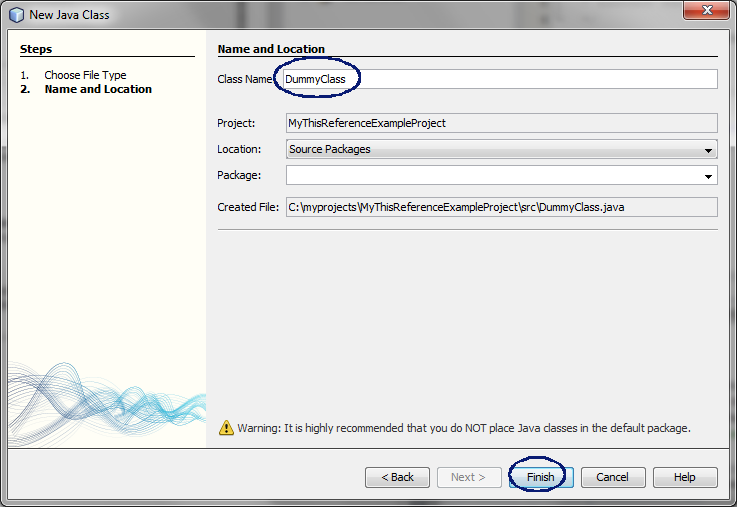 New Java Class
Steps
1. Choose File Type
2. Name and Location
Name and Location
Class Name: DummyClass
Project: MyThisReferenceExampleProject
Location: Source Packages
Package:
Created File: C:\myprojects\MyThisReferenceExampleProject\src\DummyClass.java
Warning: It is highly recommended that you do NOT place Java classes in the default package.
< Back Next > Finish Cancel Help